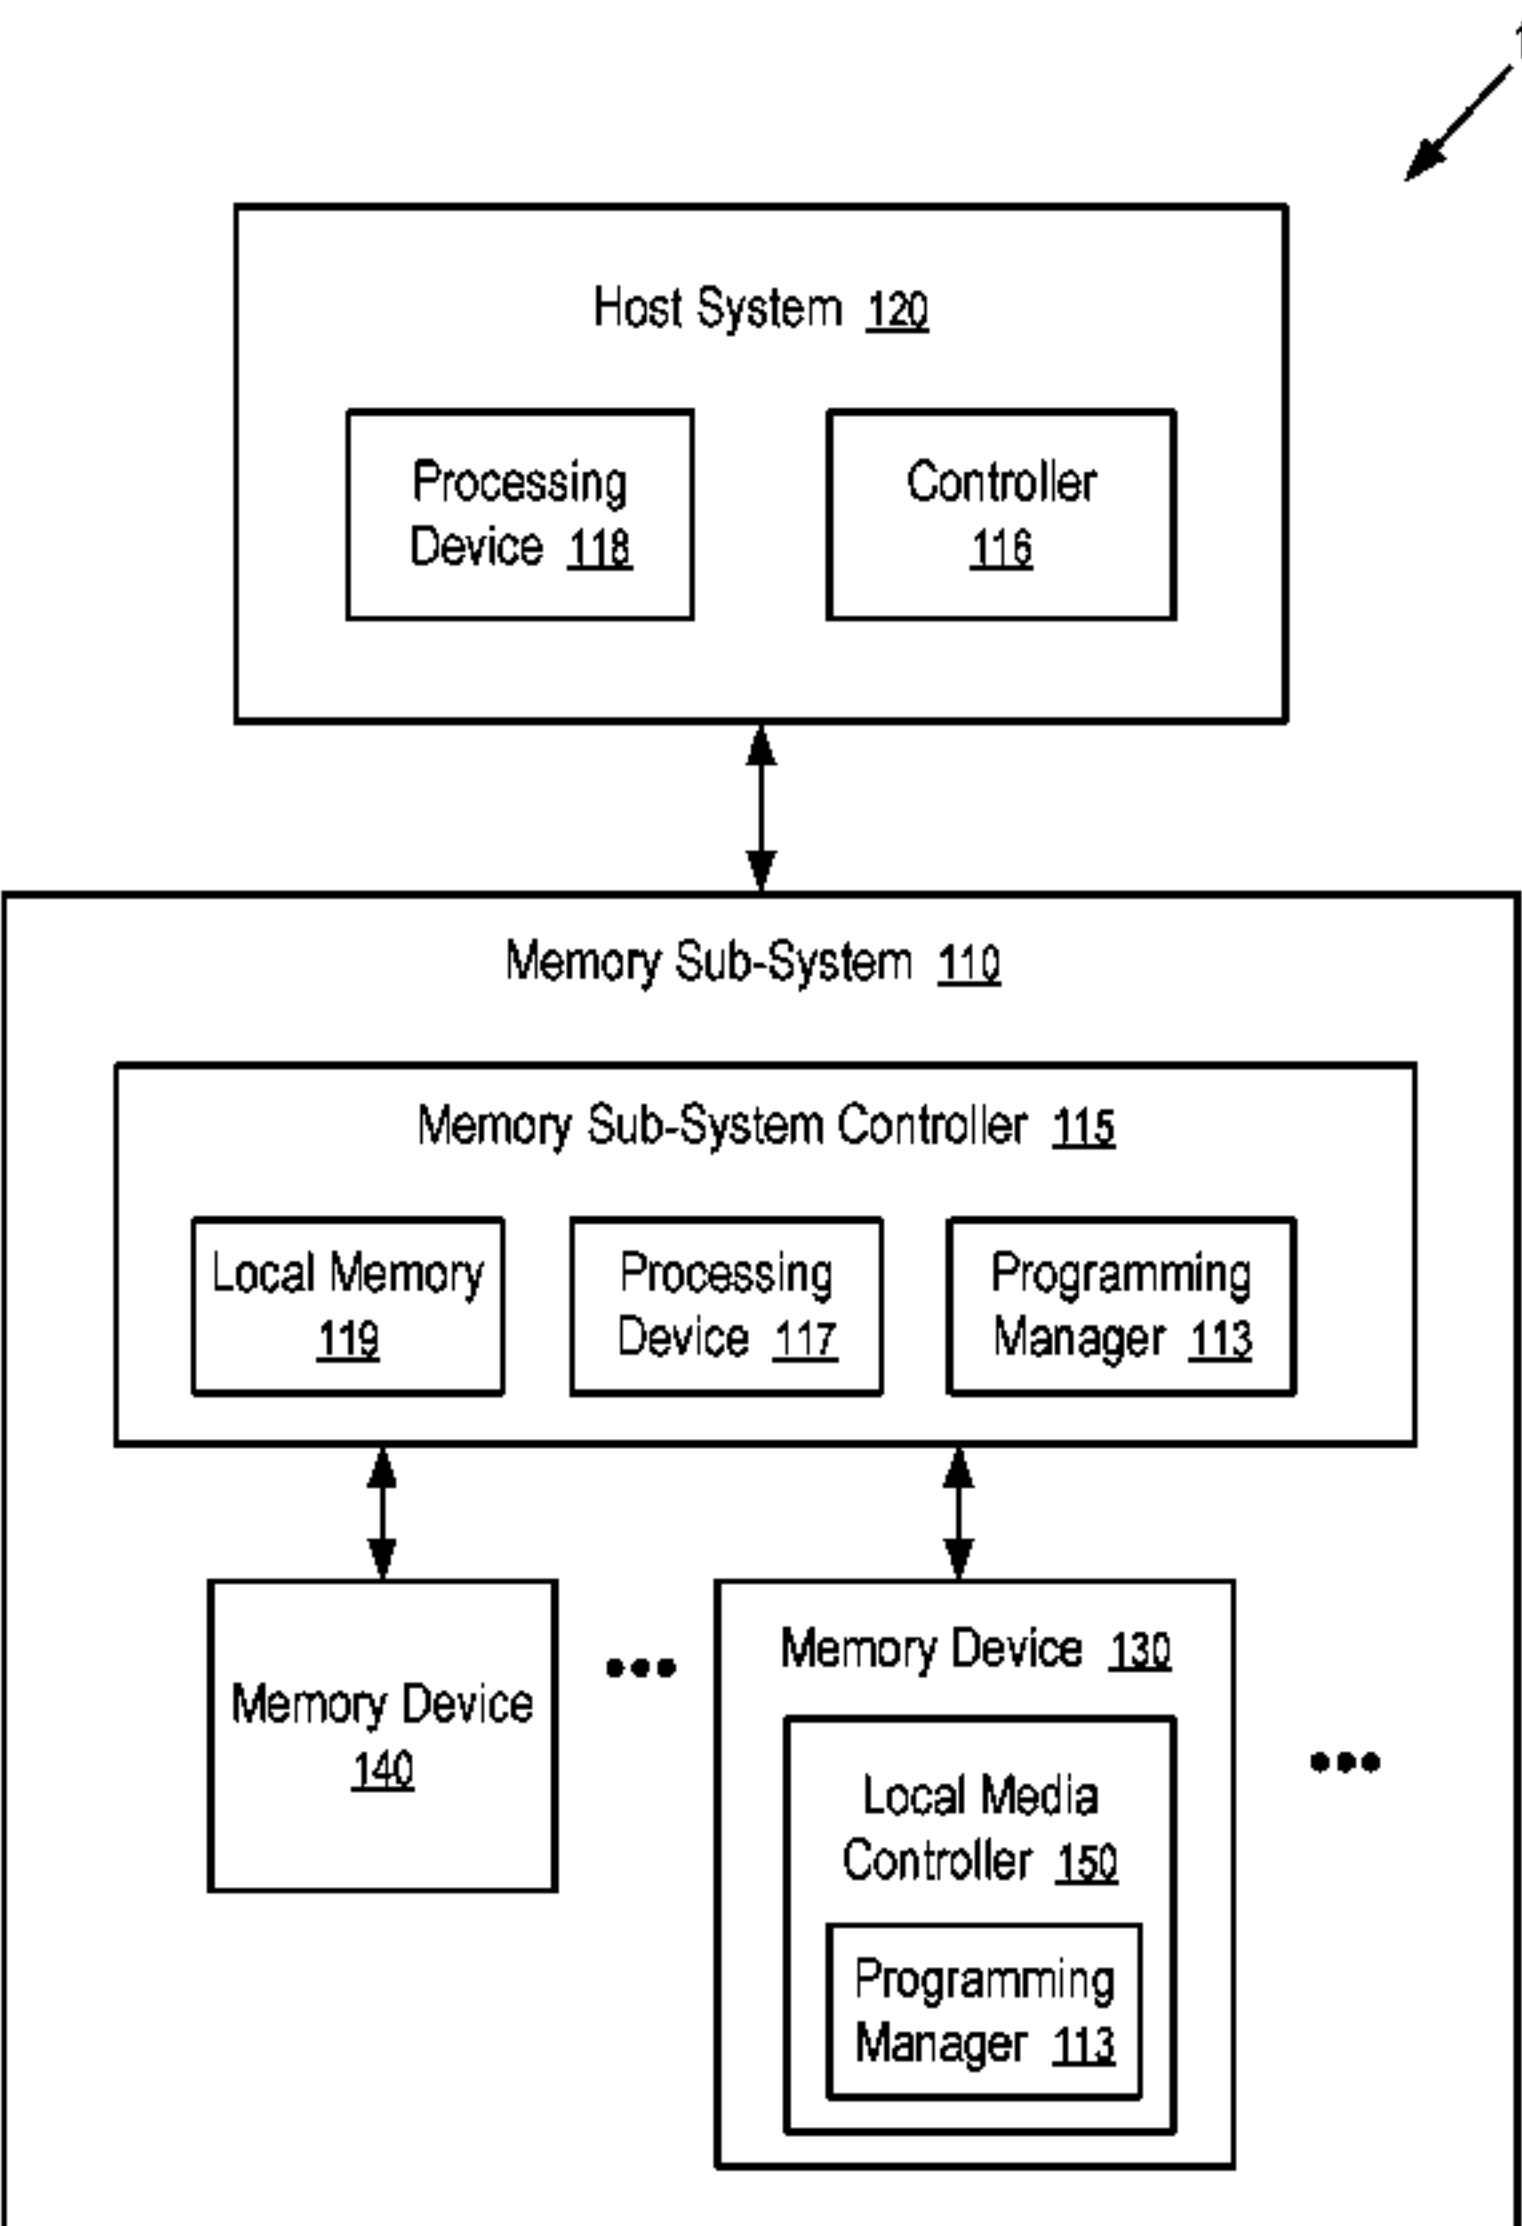 Host System 120
Processing
Device 118
Controller
116
Memory Sub-System 110
Memory Sub-System Controller 115
Local Memory
119
Processing
Device 117
Programming
Manager 113
Memory Device
140
Memory Device 130
Local Media
Controller 150
Programming
Manager 113